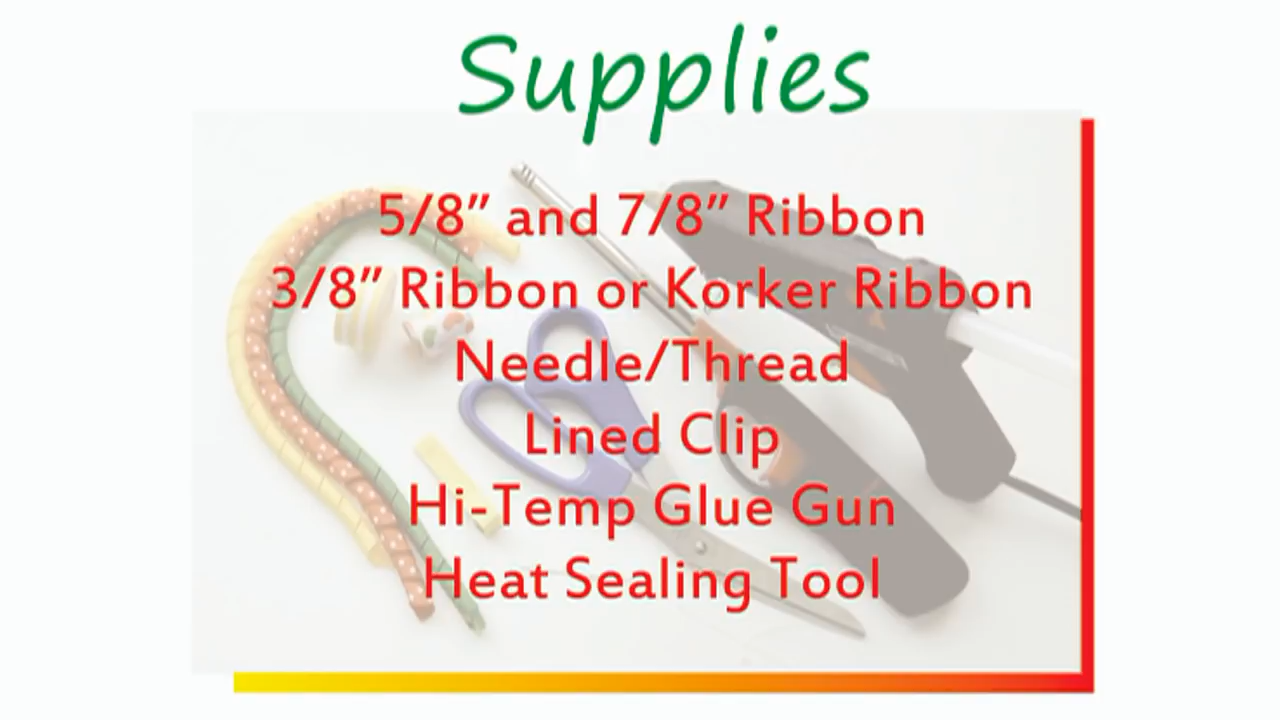 Supplies
5/8” and 7/8” Ribbon
3/8” Ribbon or Korker Ribbon
Needle/Thread
Lined Clip
Hi-Temp Glue Gun
Heat Sealing Tool